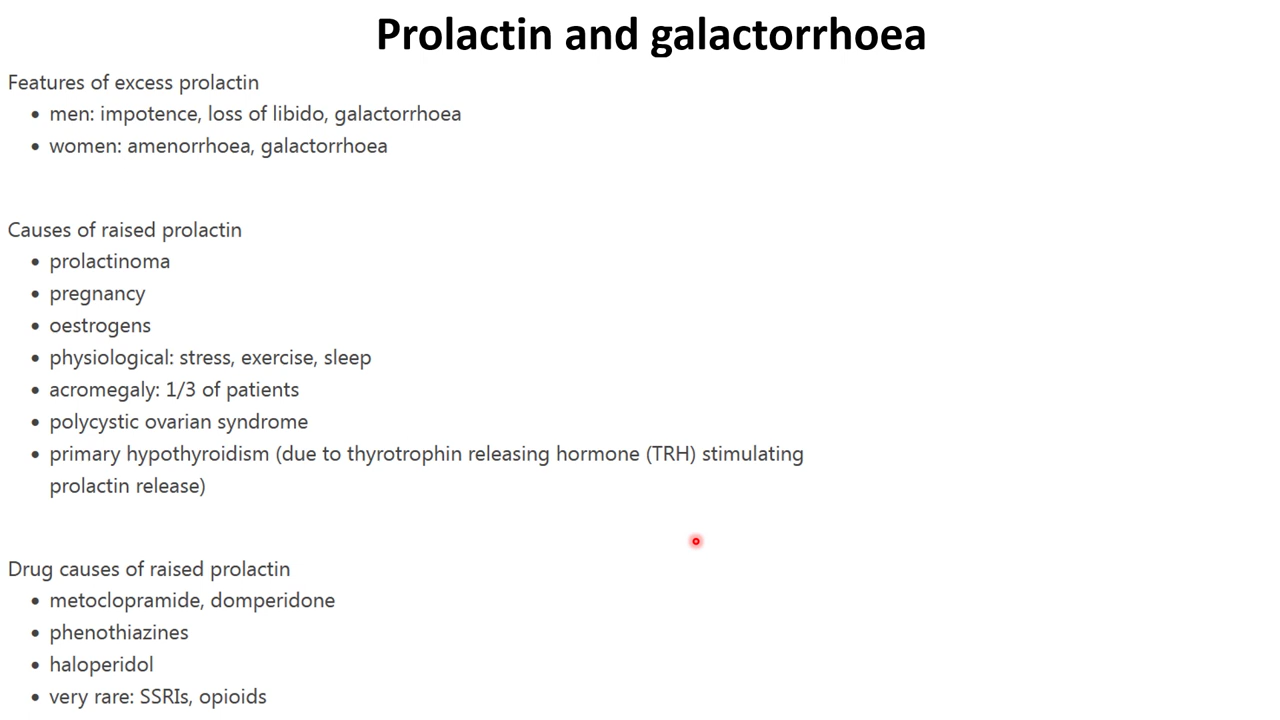 Prolactin and galactorrhoea
Features of excess prolactin
• men: impotence, loss of libido, galactorrhoea
• women: amenorrhoea, galactorrhoea
Causes of raised prolactin
• prolactinoma
• pregnancy
• oestrogens
• physiological: stress, exercise, sleep
• acromegaly: 1/3 of patients
• polycystic ovarian syndrome
• primary hypothyroidism (due to thyrotrophin releasing hormone (TRH) stimulating
prolactin release)
Drug causes of raised prolactin
• metoclopramide, domperidone
• phenothiazines
• haloperidol
• very rare: SSRIs, opioids